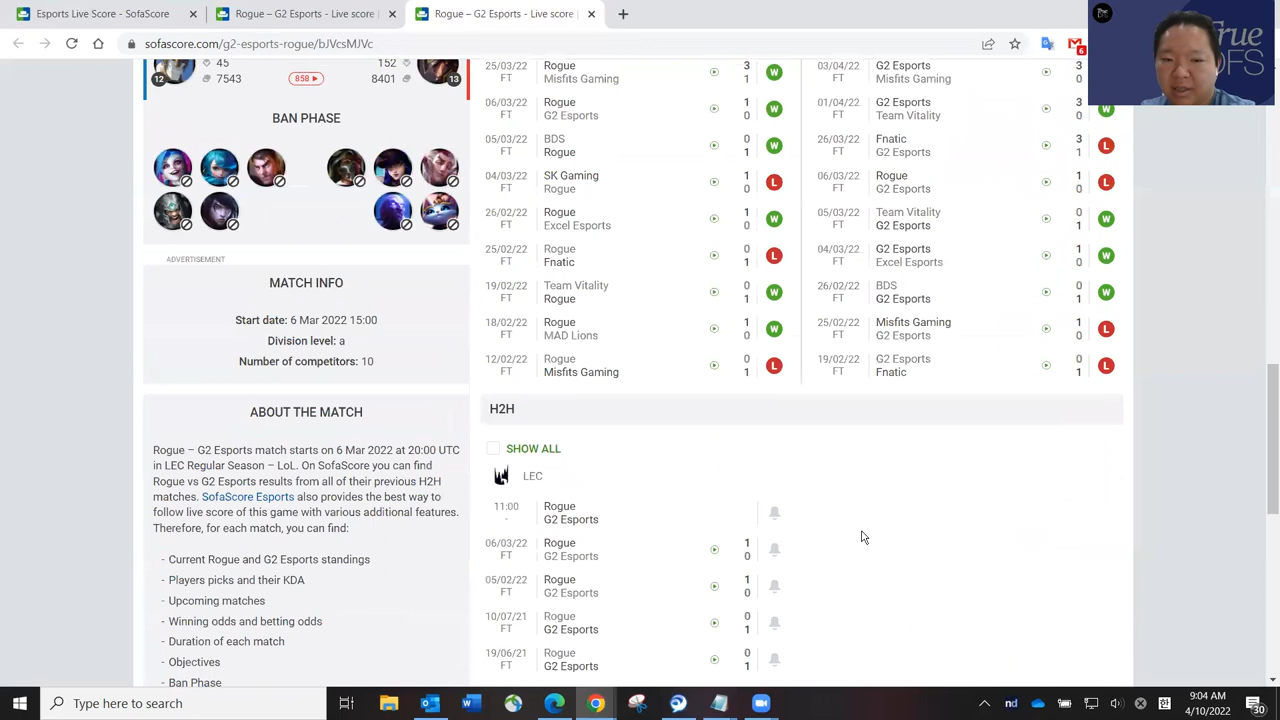 Esports Live Score - SofaScore
Rogue – G2 Esports - Live score
Rogue – G2 Esports - Live score
sofascore.com/g2-esports-rogue/bJVcsMJVc
6
True
DFS
45
152
12
7543
858
8401
13
BAN PHASE
ADVERTISEMENT
MATCH INFO
Start date: 6 Mar 2022 15:00
Division level: a
Number of competitors: 10
ABOUT THE MATCH
Rogue – G2 Esports match starts on 6 Mar 2022 at 20:00 UTC
in LEC Regular Season – LoL. On SofaScore you can find
Rogue vs G2 Esports results from all of their previous H2H
matches. SofaScore Esports also provides the best way to
follow live score of this game with various additional features.
Therefore, for each match, you can find:
- Current Rogue and G2 Esports standings
- Players picks and their KDA
- Upcoming matches
- Winning odds and betting odds
- Duration of each match
- Objectives
- Ban Phase
25/03/22 Rogue 3
FT Misfits Gaming 1 W
06/03/22 Rogue 1
FT G2 Esports 0 W
05/03/22 BDS 0
FT Rogue 1 W
04/03/22 SK Gaming 1
FT Rogue 0 L
26/02/22 Rogue 1
FT Excel Esports 0 W
25/02/22 Rogue 0
FT Fnatic 1 L
19/02/22 Team Vitality 0
FT Rogue 1 W
18/02/22 Rogue 1
FT MAD Lions 0 W
12/02/22 Rogue 0
FT Misfits Gaming 1 L
03/04/22 G2 Esports 3
FT Misfits Gaming 0
01/04/22 G2 Esports 3
FT Team Vitality 0 W
26/03/22 Fnatic 3
FT G2 Esports 1 L
06/03/22 Rogue 1
FT G2 Esports 0 L
05/03/22 Team Vitality 0
FT G2 Esports 1 W
04/03/22 G2 Esports 1
FT Excel Esports 0 W
26/02/22 BDS 0
FT G2 Esports 1 W
25/02/22 Misfits Gaming 1
FT G2 Esports 0 L
19/02/22 G2 Esports 0
FT Fnatic 1 L
H2H
SHOW ALL
LEC
11:00 Rogue
- G2 Esports
06/03/22 Rogue 1
FT G2 Esports 0
05/02/22 Rogue 1
FT G2 Esports 0
10/07/21 Rogue 0
FT G2 Esports 1
19/06/21 Rogue 0
FT G2 Esports 1
Type here to search
nd
한
9:04 AM
4/10/2022
30